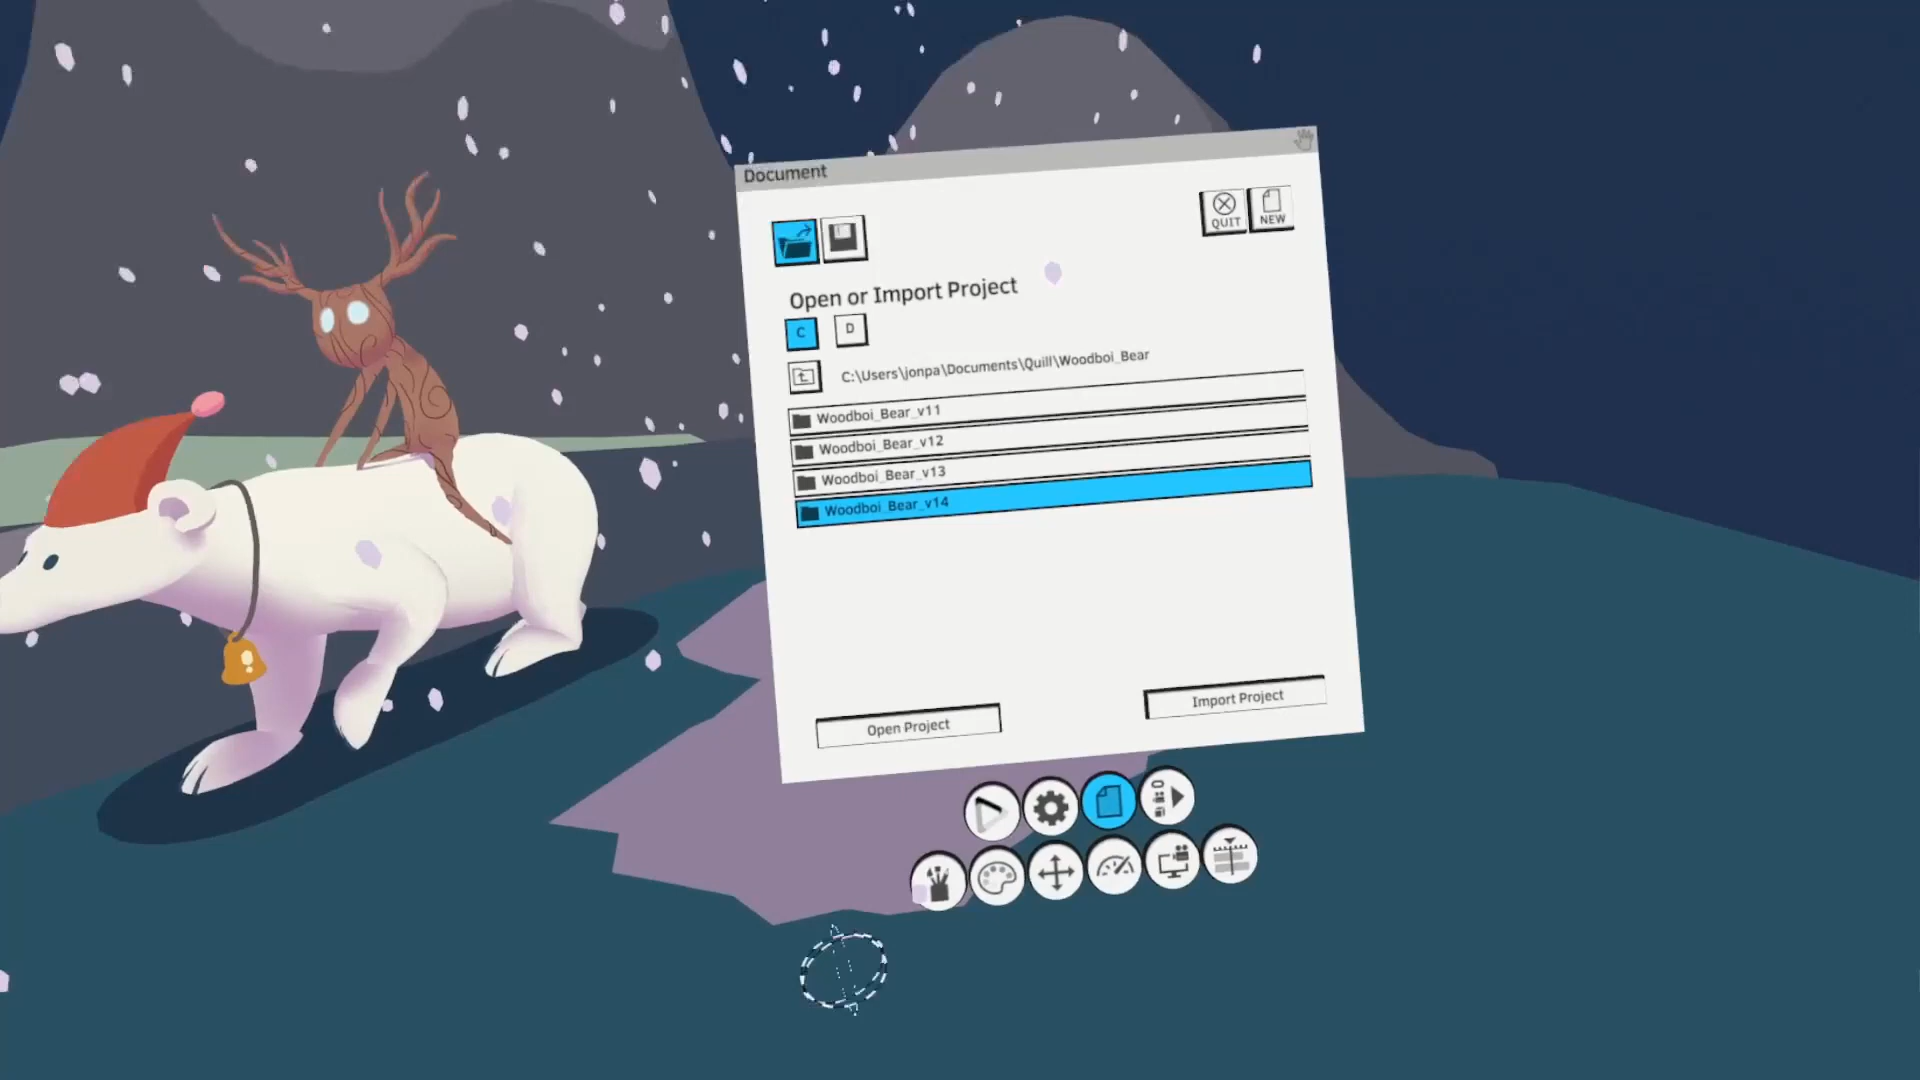 Document
QUIT
NEW
Open or Import Project
C
D
C:\Users\jonpa\Documents\Quill\Woodboi_Bear
Woodboi_Bear_v11
Woodboi_Bear_v12
Woodboi_Bear_v13
Woodboi_Bear_v14
Open Project
Import Project